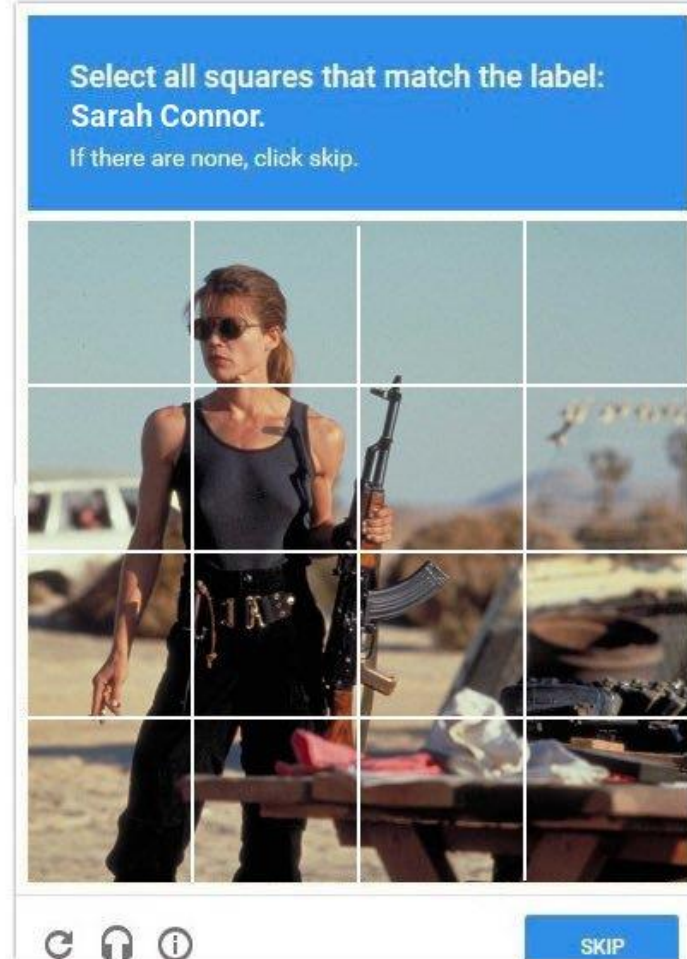 Select all squares that match the label:
Sarah Connor.
If there are none, click skip.
SKIP